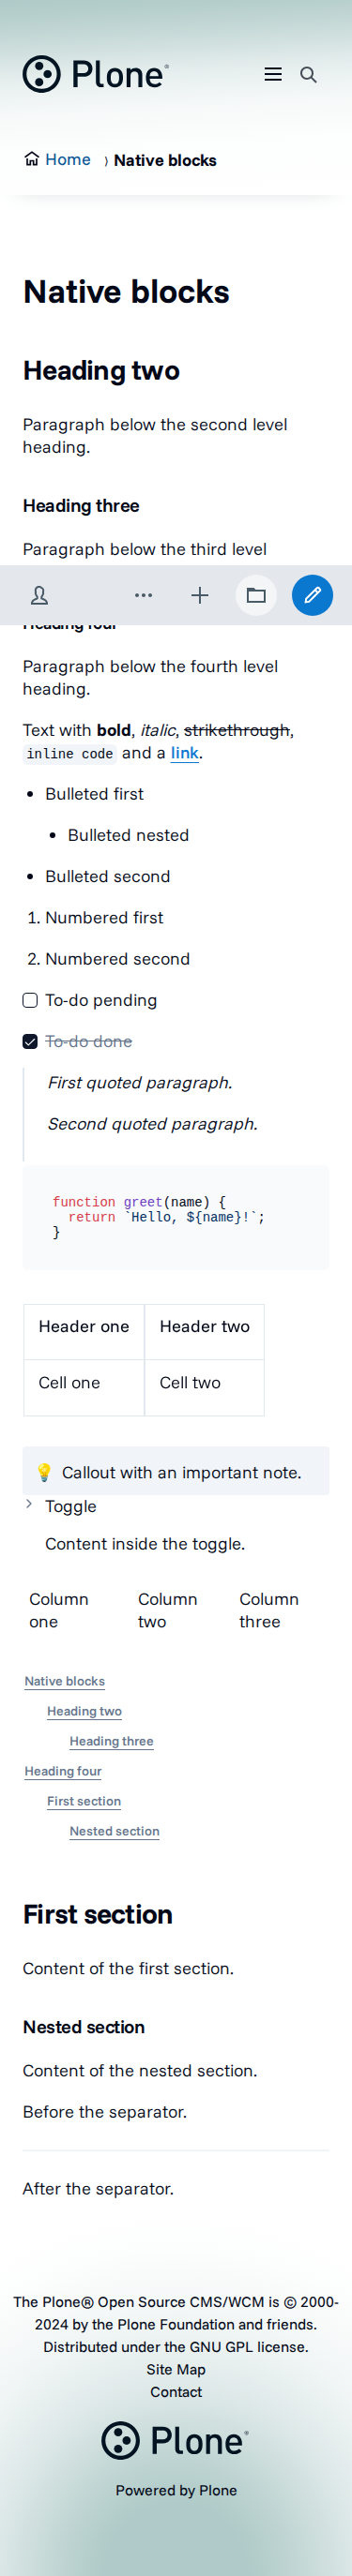 Plone
Home
Native blocks
Native blocks
Heading two
Paragraph below the second level
heading.
Heading three
Paragraph below the third level
Paragraph below the fourth level
heading.
Text with bold, italic, strikethrough,
inline code and a link.
• Bulleted first
• Bulleted nested
• Bulleted second
1. Numbered first
2. Numbered second
To-do pending
To-do done
First quoted paragraph.
Second quoted paragraph.
function greet(name) {
  return `Hello, ${name}!`;
}
Header one Header two
Cell one Cell two
💡 Callout with an important note.
Toggle
Content inside the toggle.
Column Column Column
one two three
Native blocks
Heading two
Heading three
Heading four
First section
Nested section
First section
Content of the first section.
Nested section
Content of the nested section.
Before the separator.
After the separator.
The Plone® Open Source CMS/WCM is © 2000-
2024 by the Plone Foundation and friends.
Distributed under the GNU GPL license.
Site Map
Contact
Plone
Powered by Plone